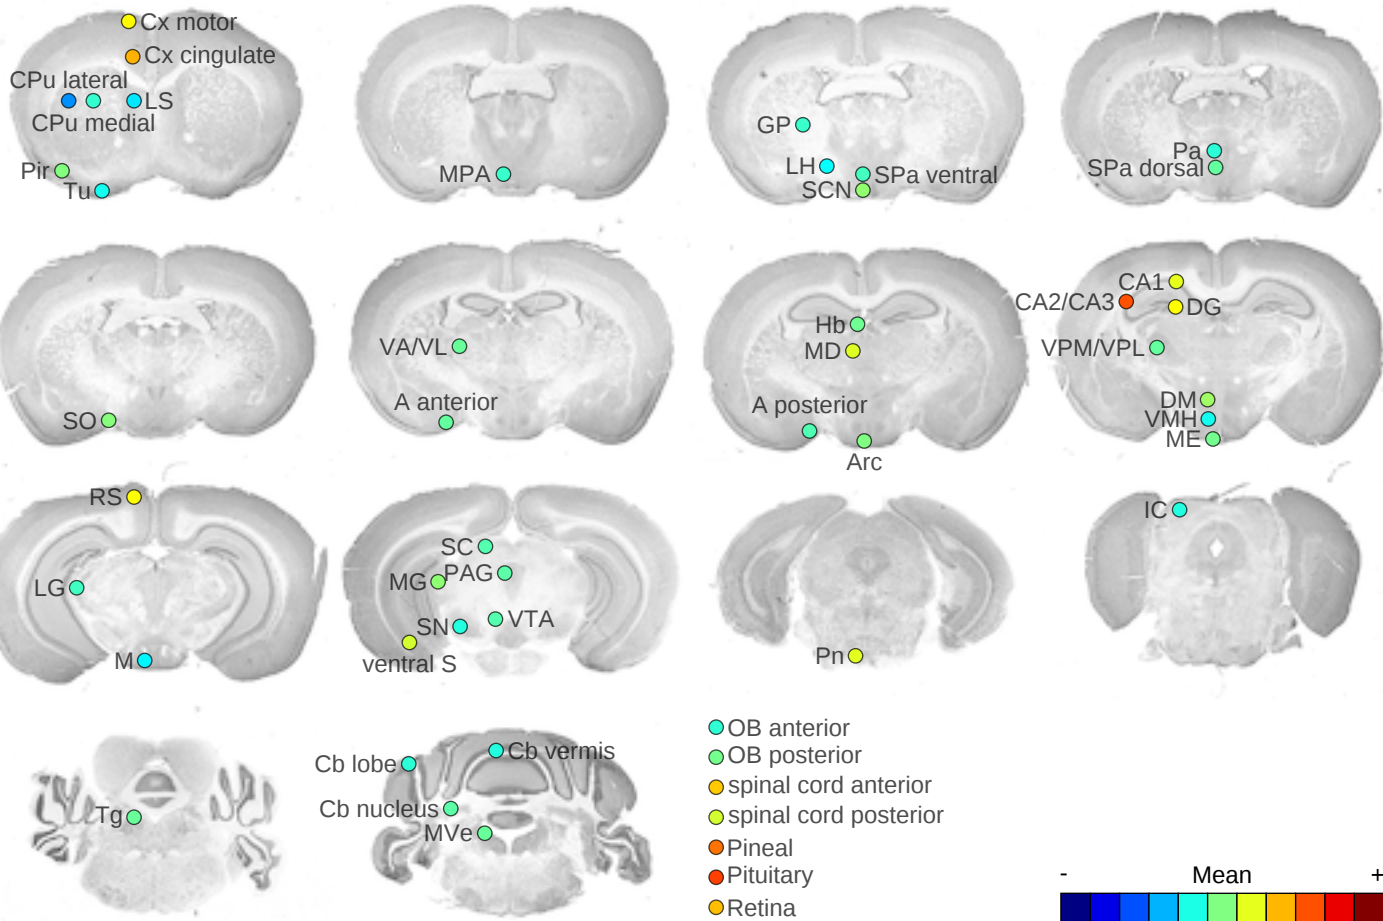 Cx motor
Cx cingulate
CPu lateral
LS
CPu medial
Pir
Tu
MPA
GP
LH
SPa ventral
SCN
Pa
SPa dorsal
SO
VA/VL
A anterior
Hb
MD
A posterior
Arc
CA1
CA2/CA3
DG
VPM/VPL
DM
VMH
ME
RS
LG
M
SC
PAG
MG
SN
VTA
ventral S
Pn
IC
Tg
Cb lobe
Cb vermis
Cb nucleus
MVe
OB anterior
OB posterior
spinal cord anterior
spinal cord posterior
Pineal
Pituitary
Retina
- Mean +